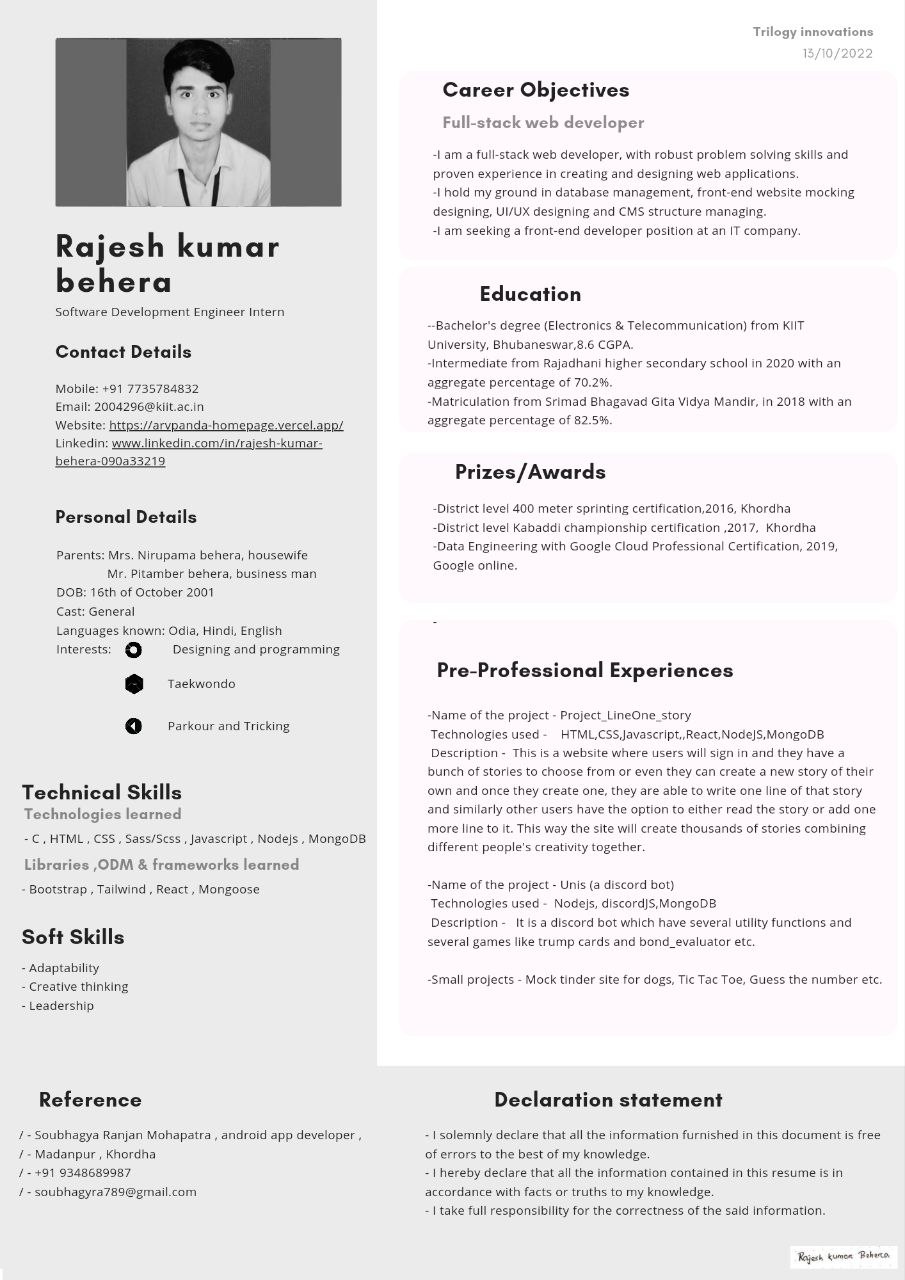 Rajesh kumar
behera
Software Development Engineer Intern
Contact Details
Mobile: +91 7735784832
Email: 2004296@kiit.ac.in
Website: https://arvpanda-homepage.vercel.app/
Linkedin: www.linkedin.com/in/rajesh-kumar-
behera-090a33219
Personal Details
Parents: Mrs. Nirupama behera, housewife
Mr. Pitamber behera, business man
DOB: 16th of October 2001
Cast: General
Languages known: Odia, Hindi, English
Interests: Designing and programming
Taekwondo
Parkour and Tricking
Technical Skills
Technologies learned
- C , HTML , CSS , Sass/Scss , Javascript , Nodejs , MongoDB
Libraries ,ODM & frameworks learned
- Bootstrap , Tailwind , React , Mongoose
Soft Skills
- Adaptability
- Creative thinking
- Leadership
Trilogy innovations
13/10/2022
Career Objectives
Full-stack web developer
-I am a full-stack web developer, with robust problem solving skills and
proven experience in creating and designing web applications.
-I hold my ground in database management, front-end website mocking
designing, UI/UX designing and CMS structure managing.
-I am seeking a front-end developer position at an IT company.
Education
--Bachelor's degree (Electronics & Telecommunication) from KIIT
University, Bhubaneswar,8.6 CGPA.
-Intermediate from Rajadhani higher secondary school in 2020 with an
aggregate percentage of 70.2%.
-Matriculation from Srimad Bhagavad Gita Vidya Mandir, in 2018 with an
aggregate percentage of 82.5%.
Prizes/Awards
-District level 400 meter sprinting certification,2016, Khordha
-District level Kabaddi championship certification ,2017, Khordha
-Data Engineering with Google Cloud Professional Certification, 2019,
Google online.
-
Pre-Professional Experiences
-Name of the project - Project_LineOne_story
Technologies used - HTML,CSS,Javascript,,React,NodeJS,MongoDB
Description - This is a website where users will sign in and they have a
bunch of stories to choose from or even they can create a new story of their
own and once they create one, they are able to write one line of that story
and similarly other users have the option to either read the story or add one
more line to it. This way the site will create thousands of stories combining
different people's creativity together.
-Name of the project - Unis (a discord bot)
Technologies used - Nodejs, discordJS,MongoDB
Description - It is a discord bot which have several utility functions and
several games like trump cards and bond_evaluator etc.
-Small projects - Mock tinder site for dogs, Tic Tac Toe, Guess the number etc.
Reference
/ - Soubhagya Ranjan Mohapatra , android app developer ,
/ - Madanpur , Khordha
/ - +91 9348689987
/ - soubhagyra789@gmail.com
Declaration statement
- I solemnly declare that all the information furnished in this document is free
of errors to the best of my knowledge.
- I hereby declare that all the information contained in this resume is in
accordance with facts or truths to my knowledge.
- I take full responsibility for the correctness of the said information.
Rajesh kumar Behera